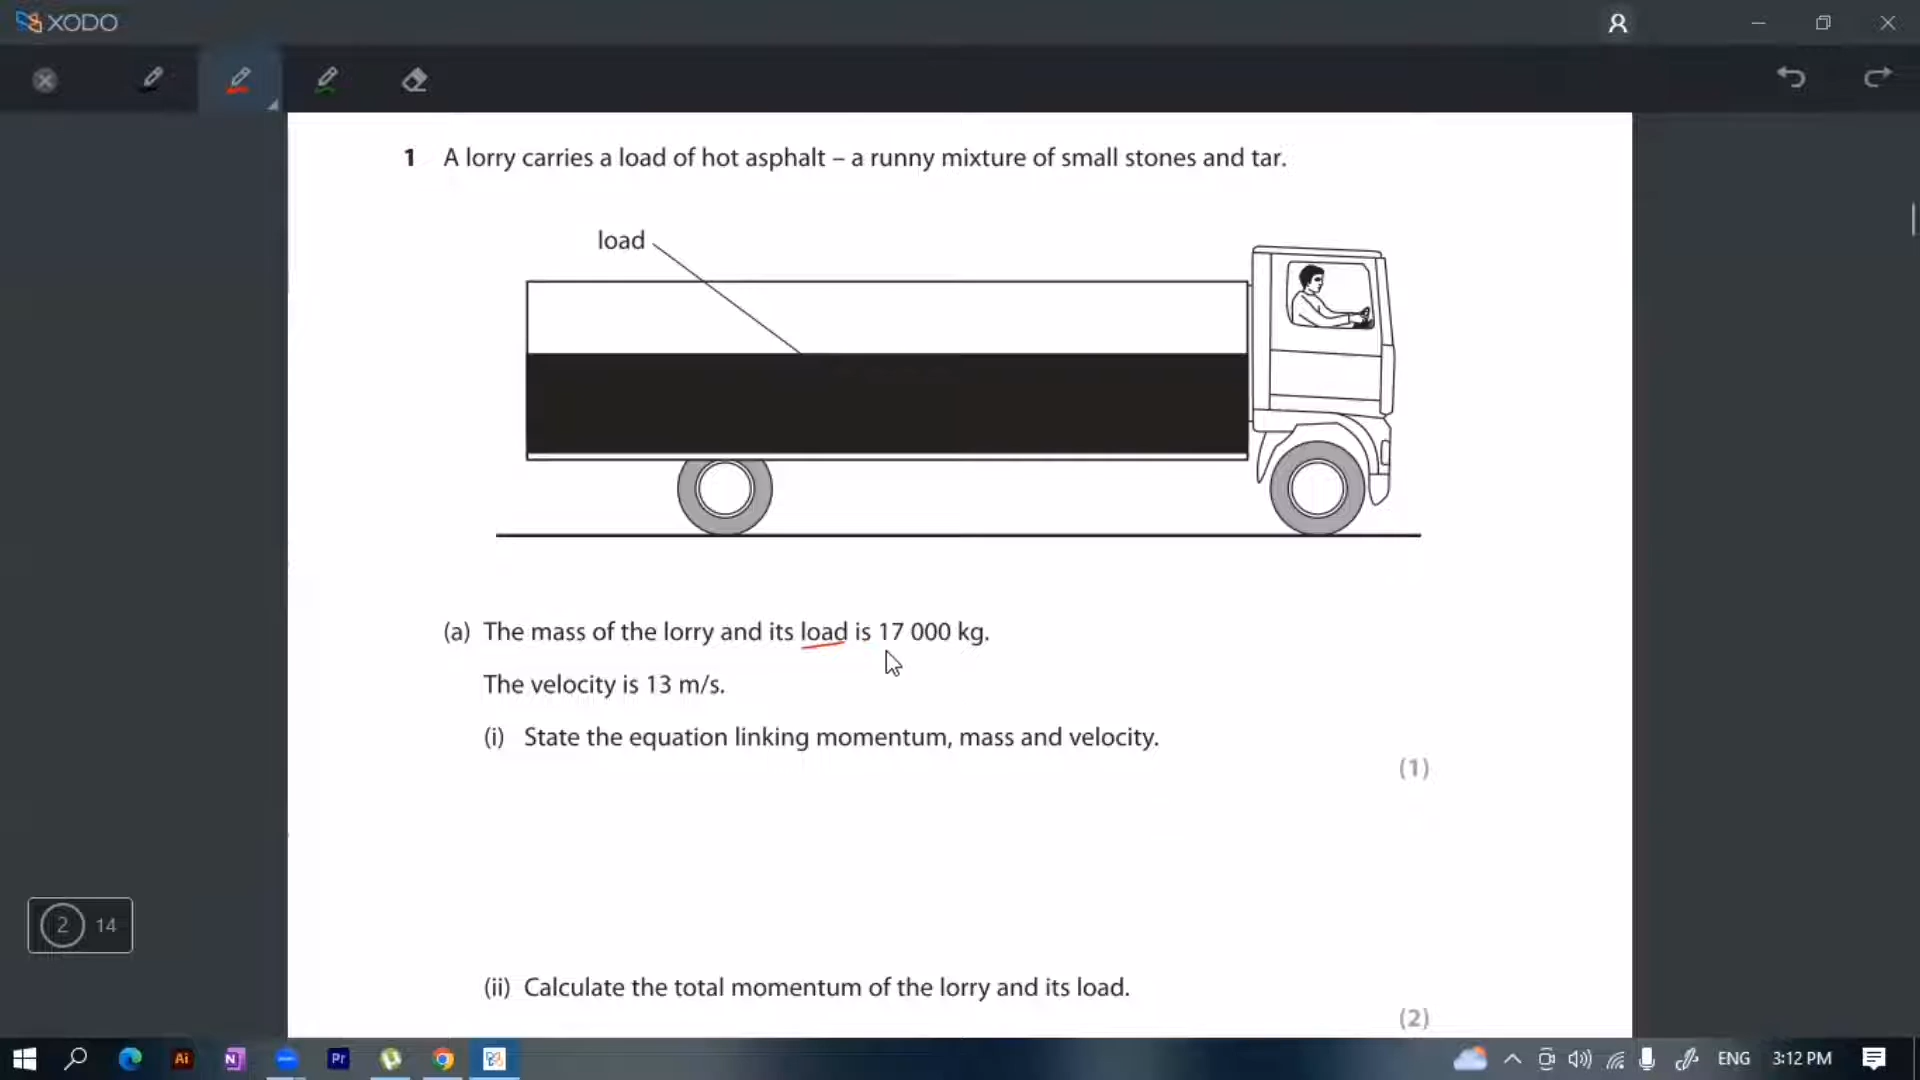 XODO
1 A lorry carries a load of hot asphalt – a runny mixture of small stones and tar.
load
(a) The mass of the lorry and its load is 17 000 kg.
The velocity is 13 m/s.
(i) State the equation linking momentum, mass and velocity.
(1)
2 14
(ii) Calculate the total momentum of the lorry and its load.
(2)
Ai N Pr ENG 3:12 PM